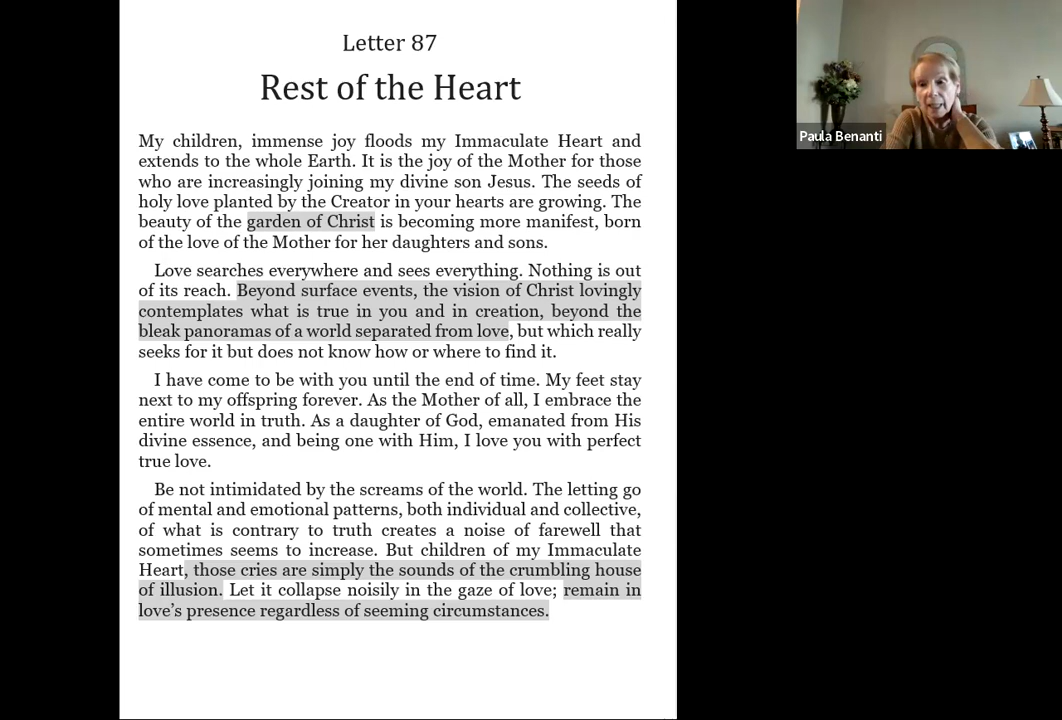 Letter 87
Rest of the Heart
My children, immense joy floods my Immaculate Heart and
extends to the whole Earth. It is the joy of the Mother for those
who are increasingly joining my divine son Jesus. The seeds of
holy love planted by the Creator in your hearts are growing. The
beauty of the garden of Christ is becoming more manifest, born
of the love of the Mother for her daughters and sons.
Love searches everywhere and sees everything. Nothing is out
of its reach. Beyond surface events, the vision of Christ lovingly
contemplates what is true in you and in creation, beyond the
bleak panoramas of a world separated from love, but which really
seeks for it but does not know how or where to find it.
I have come to be with you until the end of time. My feet stay
next to my offspring forever. As the Mother of all, I embrace the
entire world in truth. As a daughter of God, emanated from His
divine essence, and being one with Him, I love you with perfect
true love.
Be not intimidated by the screams of the world. The letting go
of mental and emotional patterns, both individual and collective,
of what is contrary to truth creates a noise of farewell that
sometimes seems to increase. But children of my Immaculate
Heart, those cries are simply the sounds of the crumbling house
of illusion. Let it collapse noisily in the gaze of love; remain in
love's presence regardless of seeming circumstances.
Paula Benanti